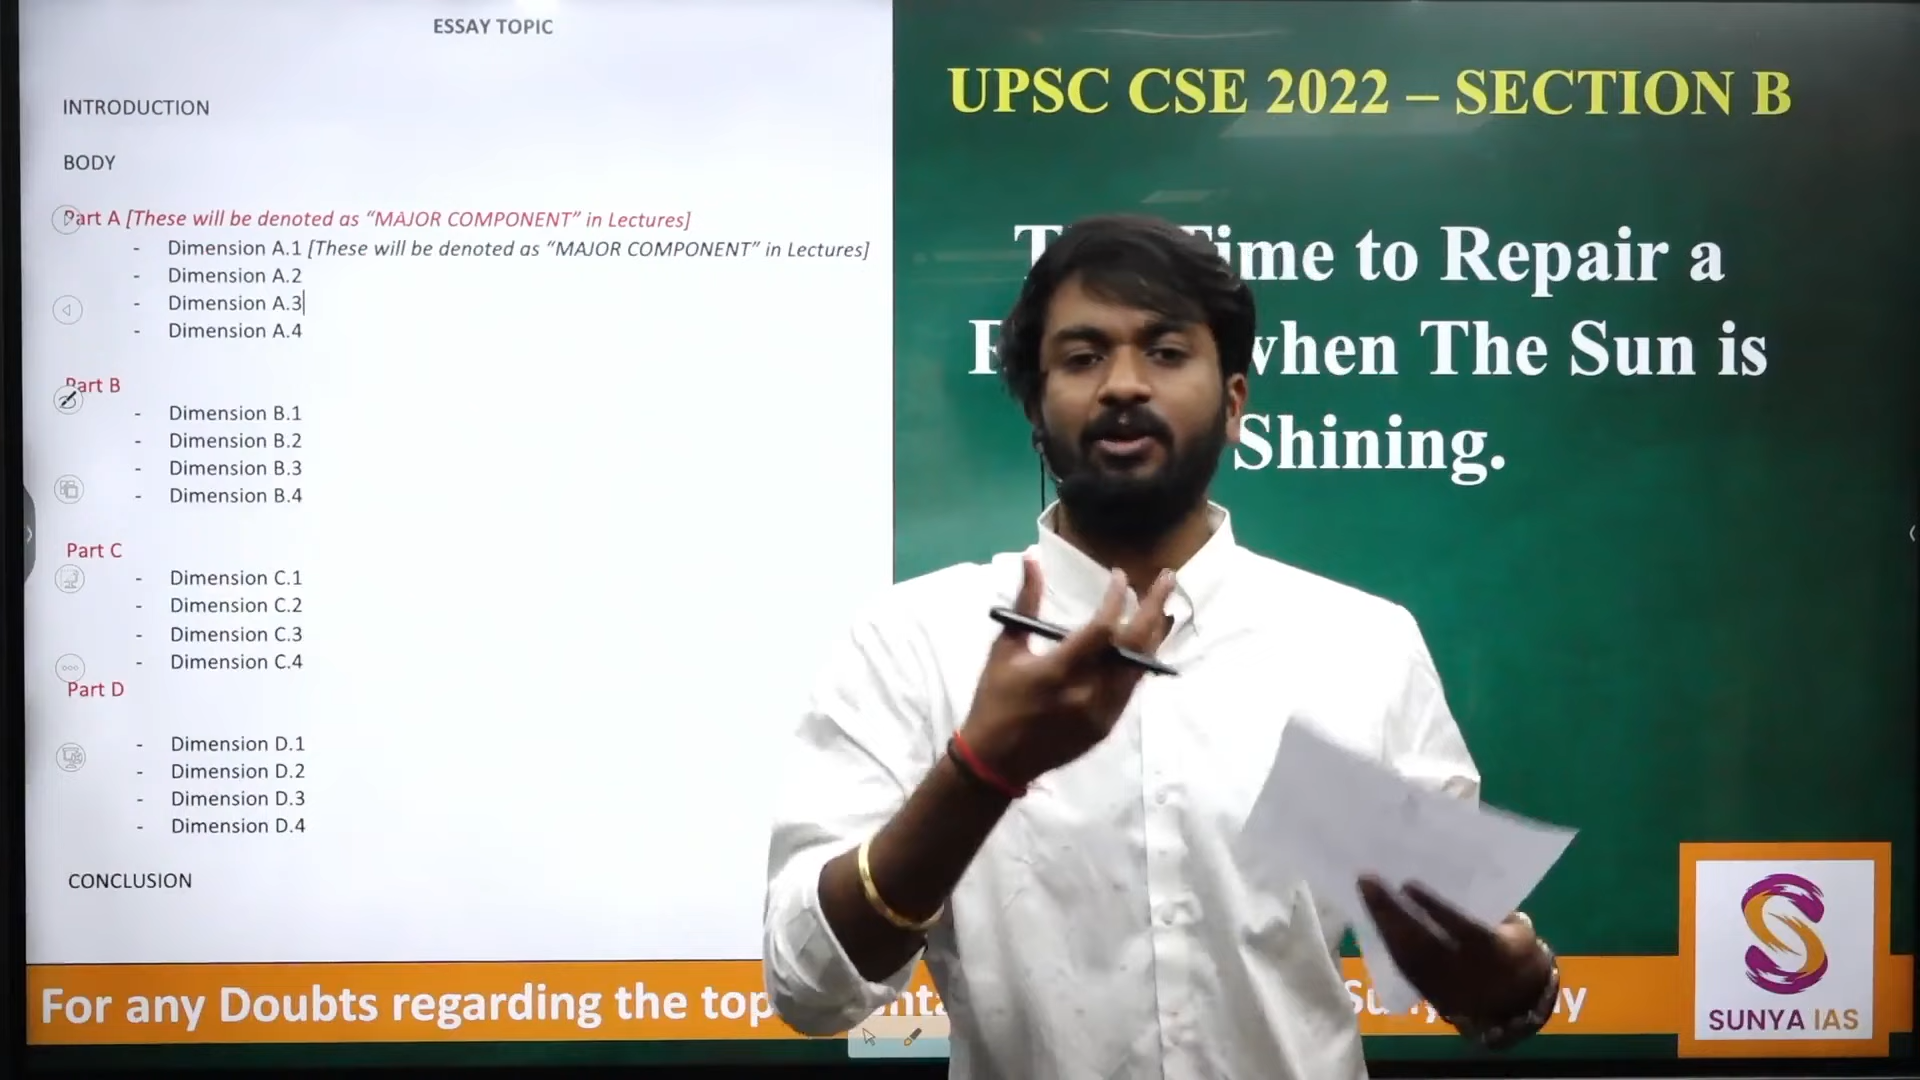 ESSAY TOPIC
INTRODUCTION
BODY
Part A [These will be denoted as “MAJOR COMPONENT” in Lectures]
- Dimension A.1 [These will be denoted as “MAJOR COMPONENT” in Lectures]
- Dimension A.2
- Dimension A.3
- Dimension A.4
Part B
- Dimension B.1
- Dimension B.2
- Dimension B.3
- Dimension B.4
Part C
- Dimension C.1
- Dimension C.2
- Dimension C.3
- Dimension C.4
Part D
- Dimension D.1
- Dimension D.2
- Dimension D.3
- Dimension D.4
CONCLUSION
UPSC CSE 2022 – SECTION B
Time to Repair a
when The Sun is
Shining.
For any Doubts regarding the
SUNYA IAS